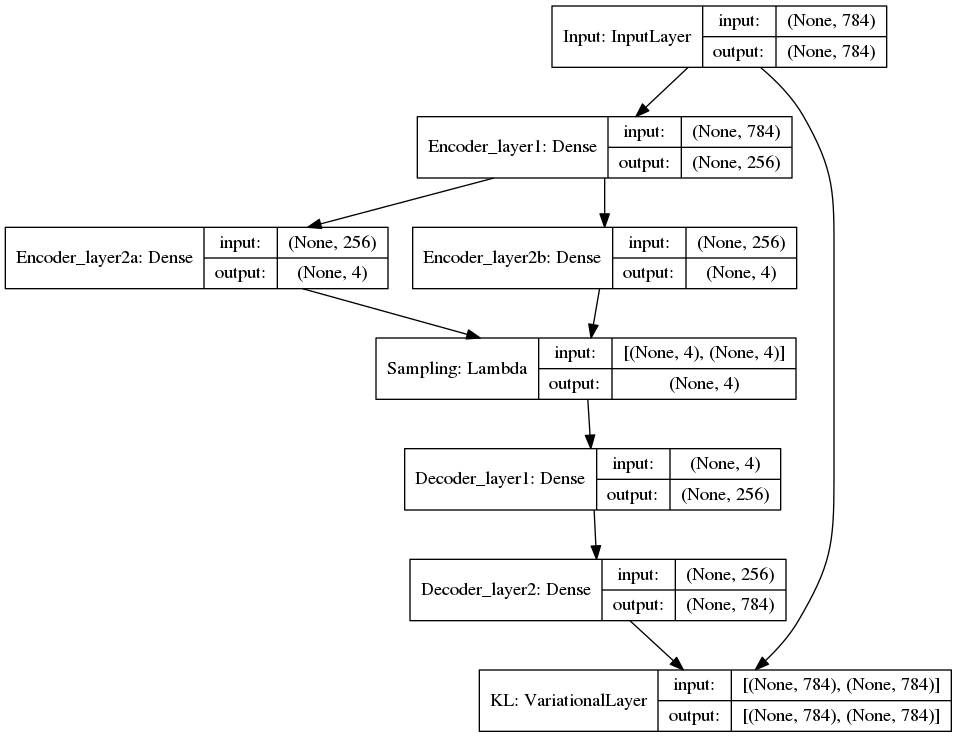 Input: InputLayer
input: (None, 784)
output: (None, 784)
Encoder_layer1: Dense
input: (None, 784)
output: (None, 256)
Encoder_layer2a: Dense
input: (None, 256)
output: (None, 4)
Encoder_layer2b: Dense
input: (None, 256)
output: (None, 4)
Sampling: Lambda
input: [(None, 4), (None, 4)]
output: (None, 4)
Decoder_layer1: Dense
input: (None, 4)
output: (None, 256)
Decoder_layer2: Dense
input: (None, 256)
output: (None, 784)
KL: VariationalLayer
input: [(None, 784), (None, 784)]
output: [(None, 784), (None, 784)]